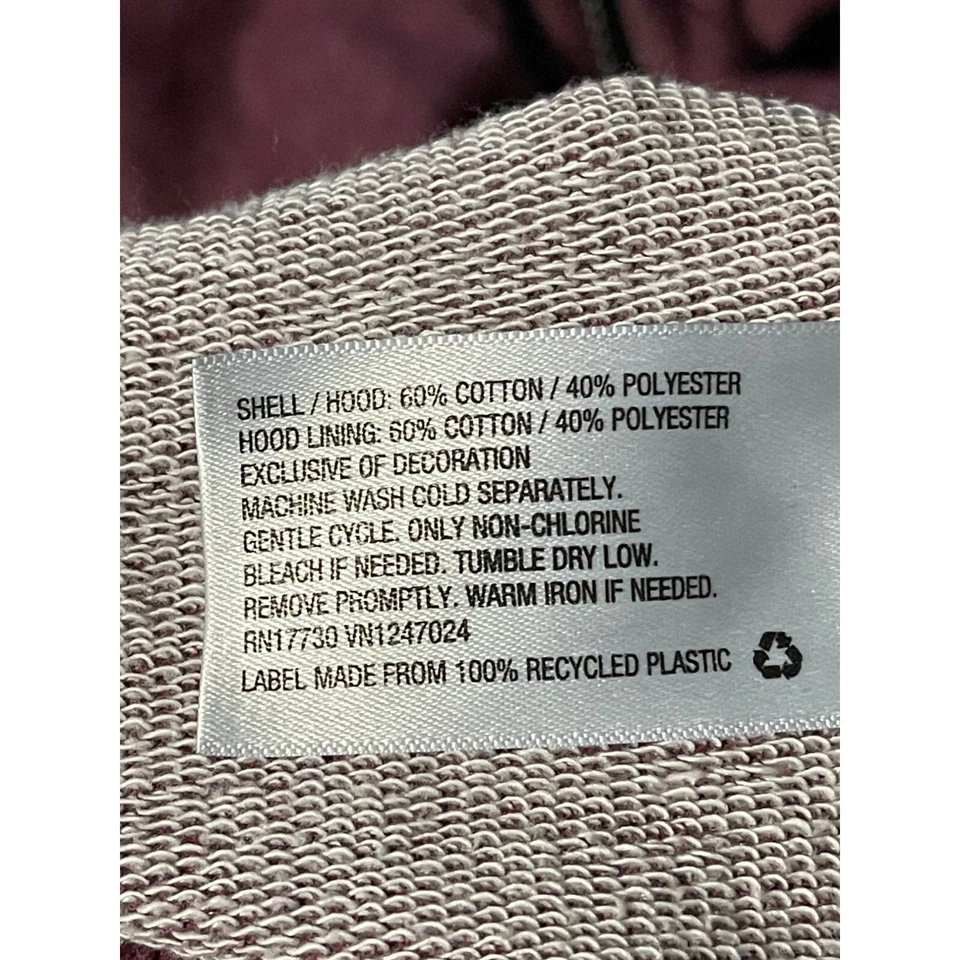 SHELL / HOOD: 60% COTTON / 40% POLYESTER
HOOD LINING: 60% COTTON / 40% POLYESTER
EXCLUSIVE OF DECORATION
MACHINE WASH COLD SEPARATELY.
GENTLE CYCLE. ONLY NON-CHLORINE
BLEACH IF NEEDED. TUMBLE DRY LOW.
REMOVE PROMPTLY. WARM IRON IF NEEDED.
RN17730 VN1247024
LABEL MADE FROM 100% RECYCLED PLASTIC